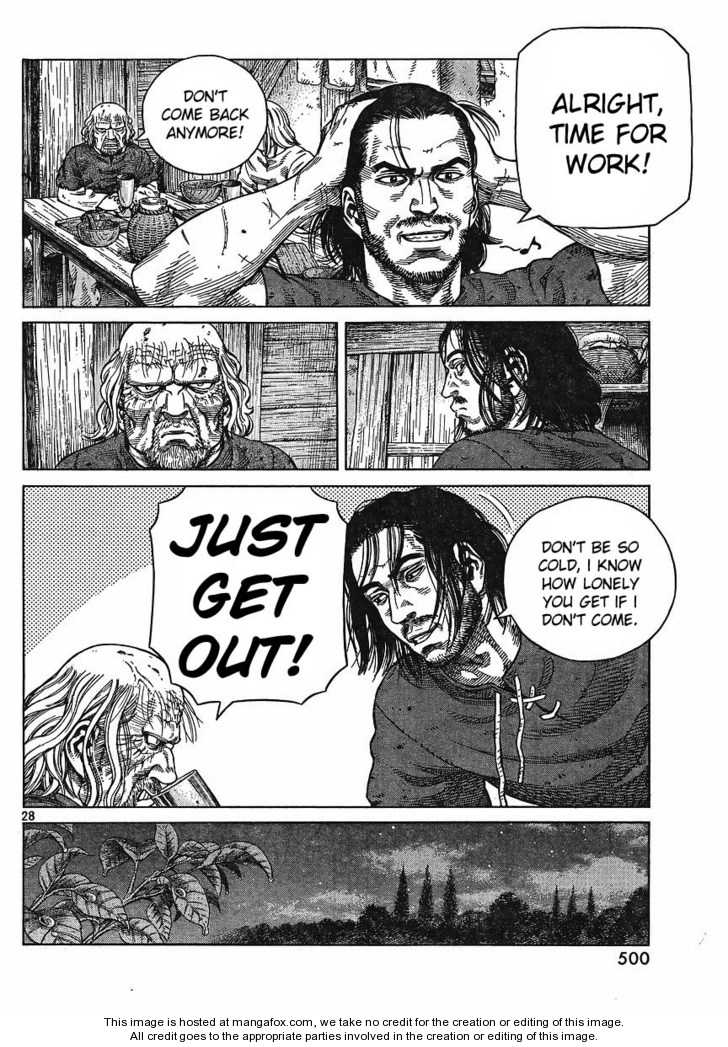 DON'T
COME BACK
ANYMORE!
ALRIGHT,
TIME FOR
WORK!
JUST
GET
OUT!
DON'T BE SO
COLD, I KNOW
HOW LONELY
YOU GET IF I
DON'T COME.
28
500
This image is hosted at mangafox.com, we take no credit for the creation or editing of this image.
All credit goes to the appropriate parties involved in the creation or editing of this image.